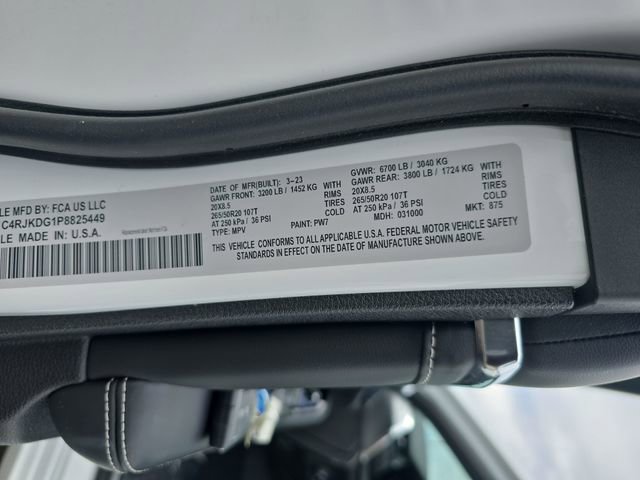 LE MFD BY: FCA US LLC
DATE OF MFR(BUILT): 3-23
GVWR: 6700 LB / 3040 KG
GAWR FRONT: 3200 LB / 1452 KG
WITH
GAWR REAR: 3800 LB / 1724 KG
WITH
20X8.5
RIMS
20X8.5
RIMS
265/50R20 107T
TIRES
265/50R20 107T
TIRES
AT 250 kPa / 36 PSI
COLD
AT 250 kPa / 36 PSI
COLD
C4RJKDG1P8825449
TYPE: MPV
PAINT: PW7
MDH: 031000
MKT: 875
LE MADE IN: U.S.A.
THIS VEHICLE CONFORMS TO ALL APPLICABLE U.S.A. FEDERAL MOTOR VEHICLE SAFETY
STANDARDS IN EFFECT ON THE DATE OF MANUFACTURE SHOWN ABOVE.